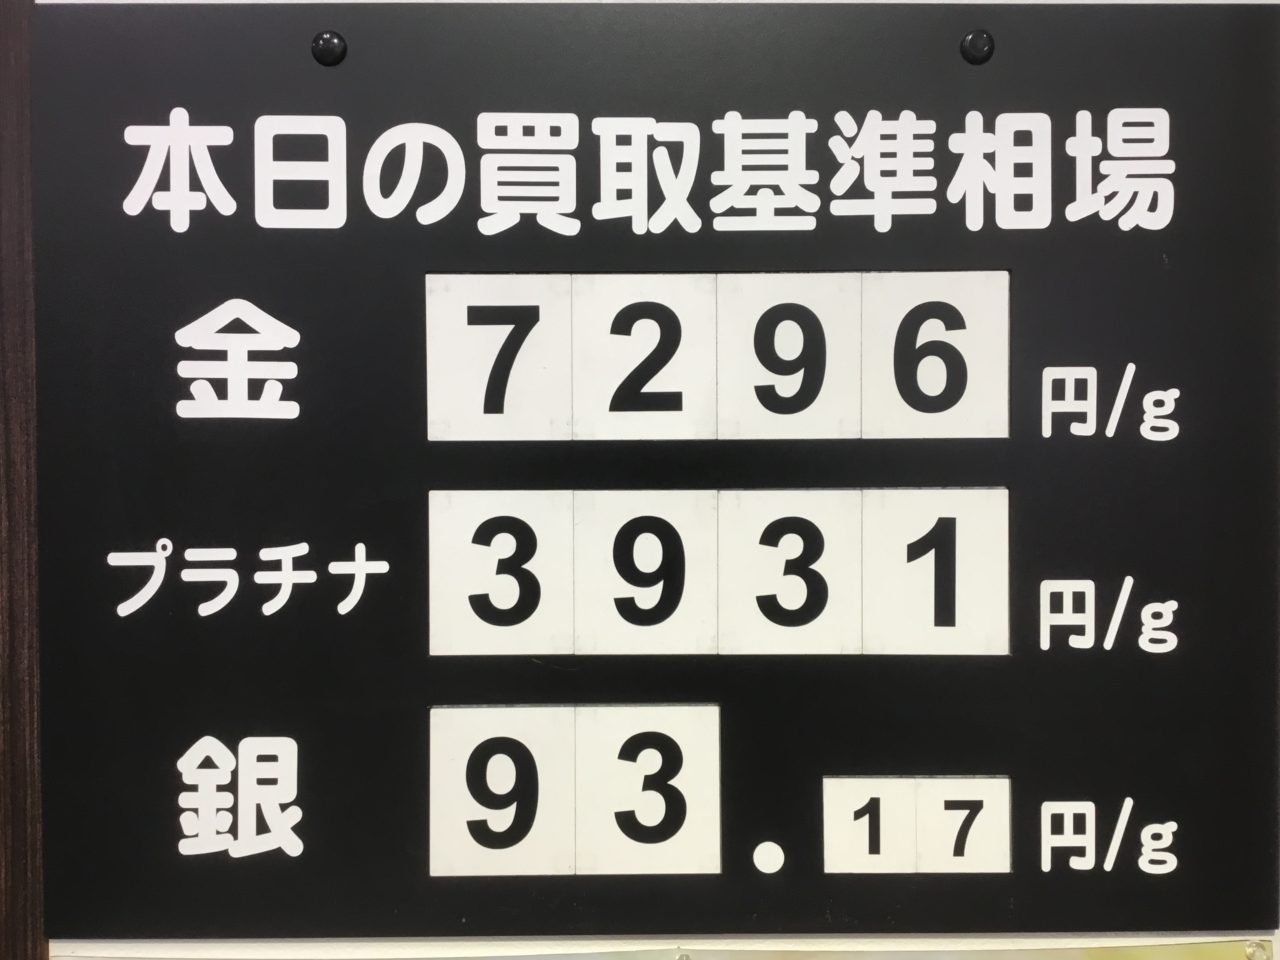 本日の買取基準相場
金 7296 円/g
プラチナ 3931 円/g
銀 93.17 円/g